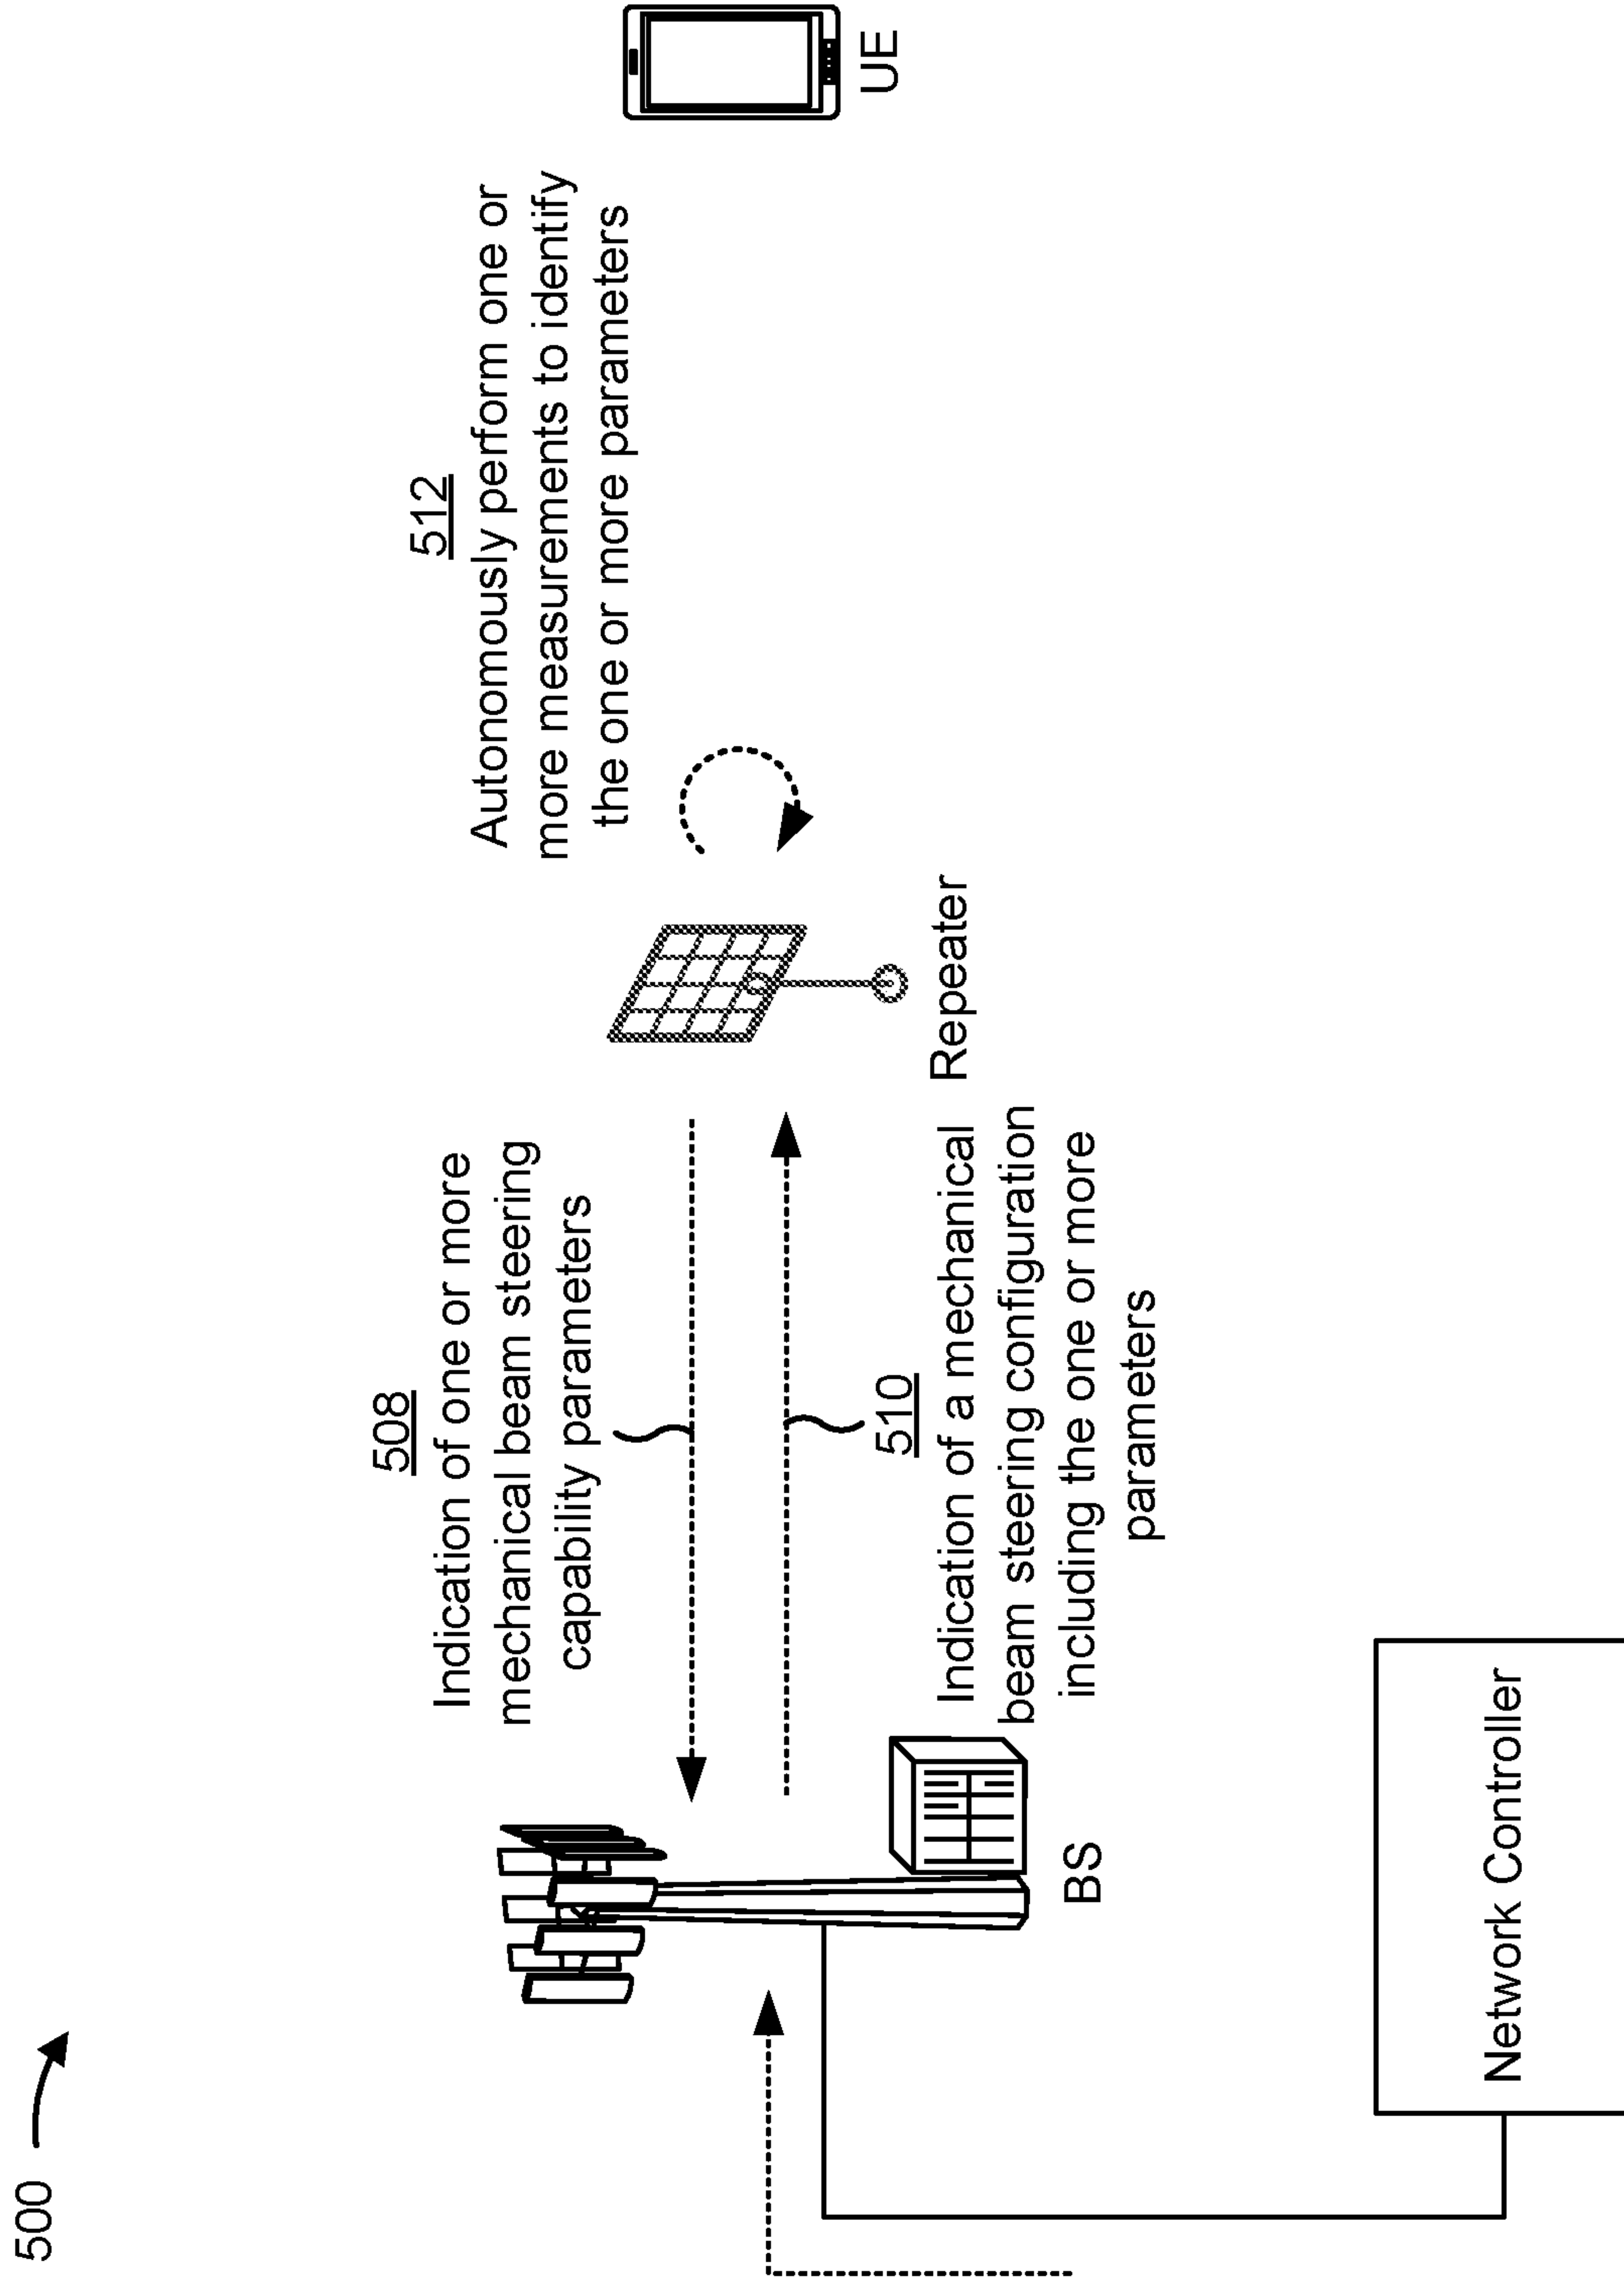 500
508
Indication of one or more
mechanical beam steering
capability parameters
510
Indication of a mechanical
beam steering configuration
including the one or more
parameters
512
Autonomously perform one or
more measurements to identify
the one or more parameters
BS
Repeater
UE
Network Controller